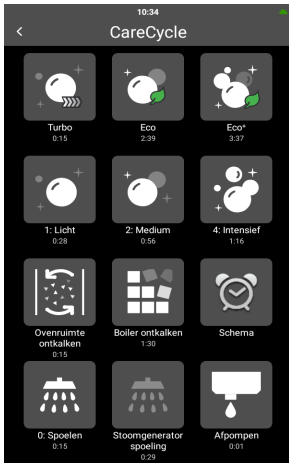 10:34
CareCycle
Turbo
0:15
Eco
2:39
Eco+
3:37
1: Licht
0:28
2: Medium
0:56
4: Intensief
1:16
Ovenruimte
ontkalken
0:15
Boiler ontkalken
1:30
Schema
0: Spoelen
0:15
Stoomgenerator
spoeling
0:29
Afpompen
0:01